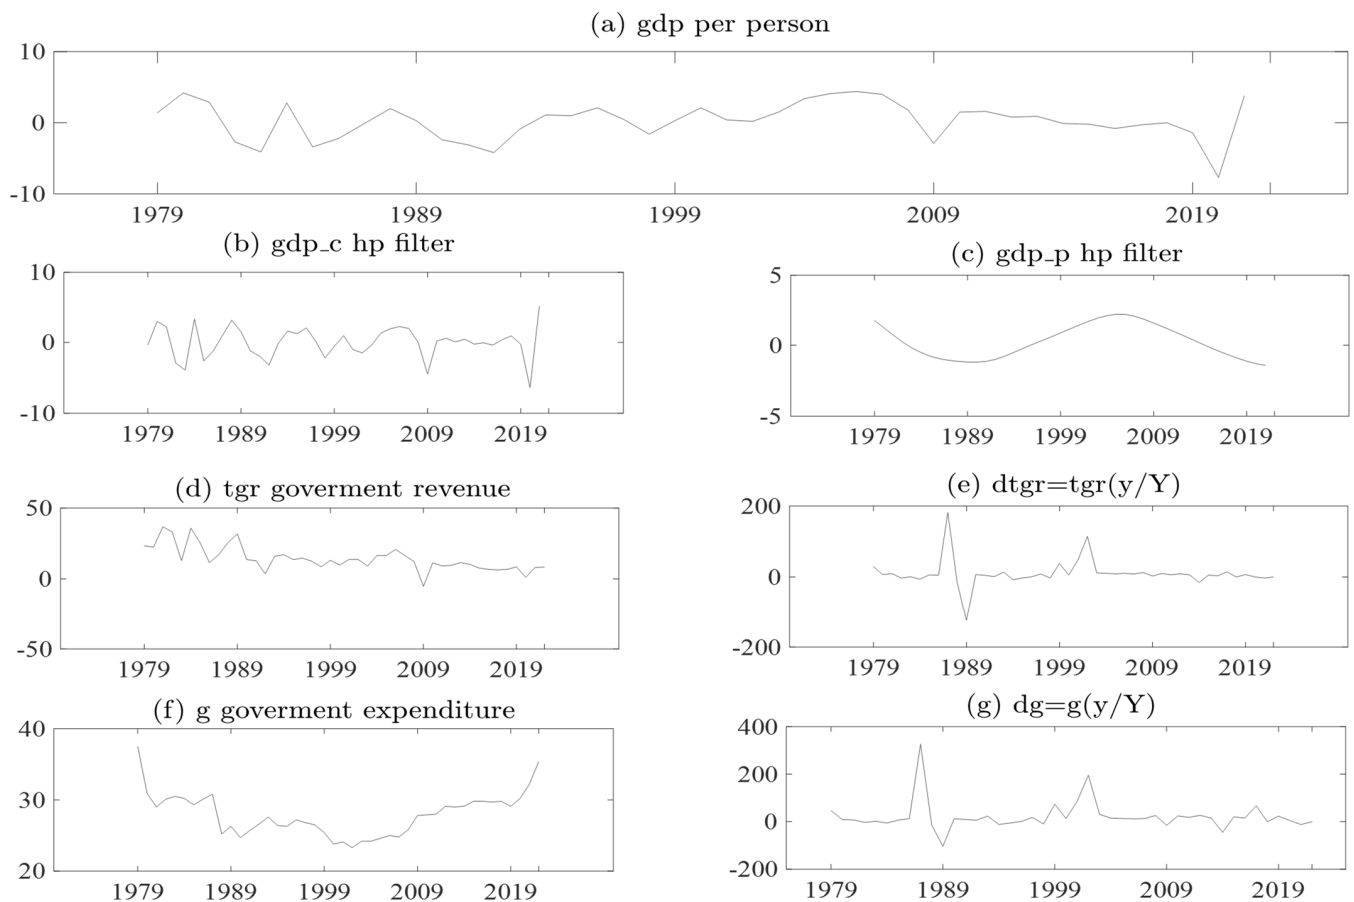 (a) gdp per person
10
0
-10
1979 1989 1999 2009 2019
(b) gdp_c hp filter
10
0
-10
1979 1989 1999 2009 2019
(c) gdp_p hp filter
5
0
-5
1979 1989 1999 2009 2019
(d) tgr goverment revenue
50
0
-50
1979 1989 1999 2009 2019
(e) dtgr=tgr(y/Y)
200
0
-200
1979 1989 1999 2009 2019
(f) g goverment expenditure
40
30
20
1979 1989 1999 2009 2019
(g) dg=g(y/Y)
400
200
0
-200
1979 1989 1999 2009 2019